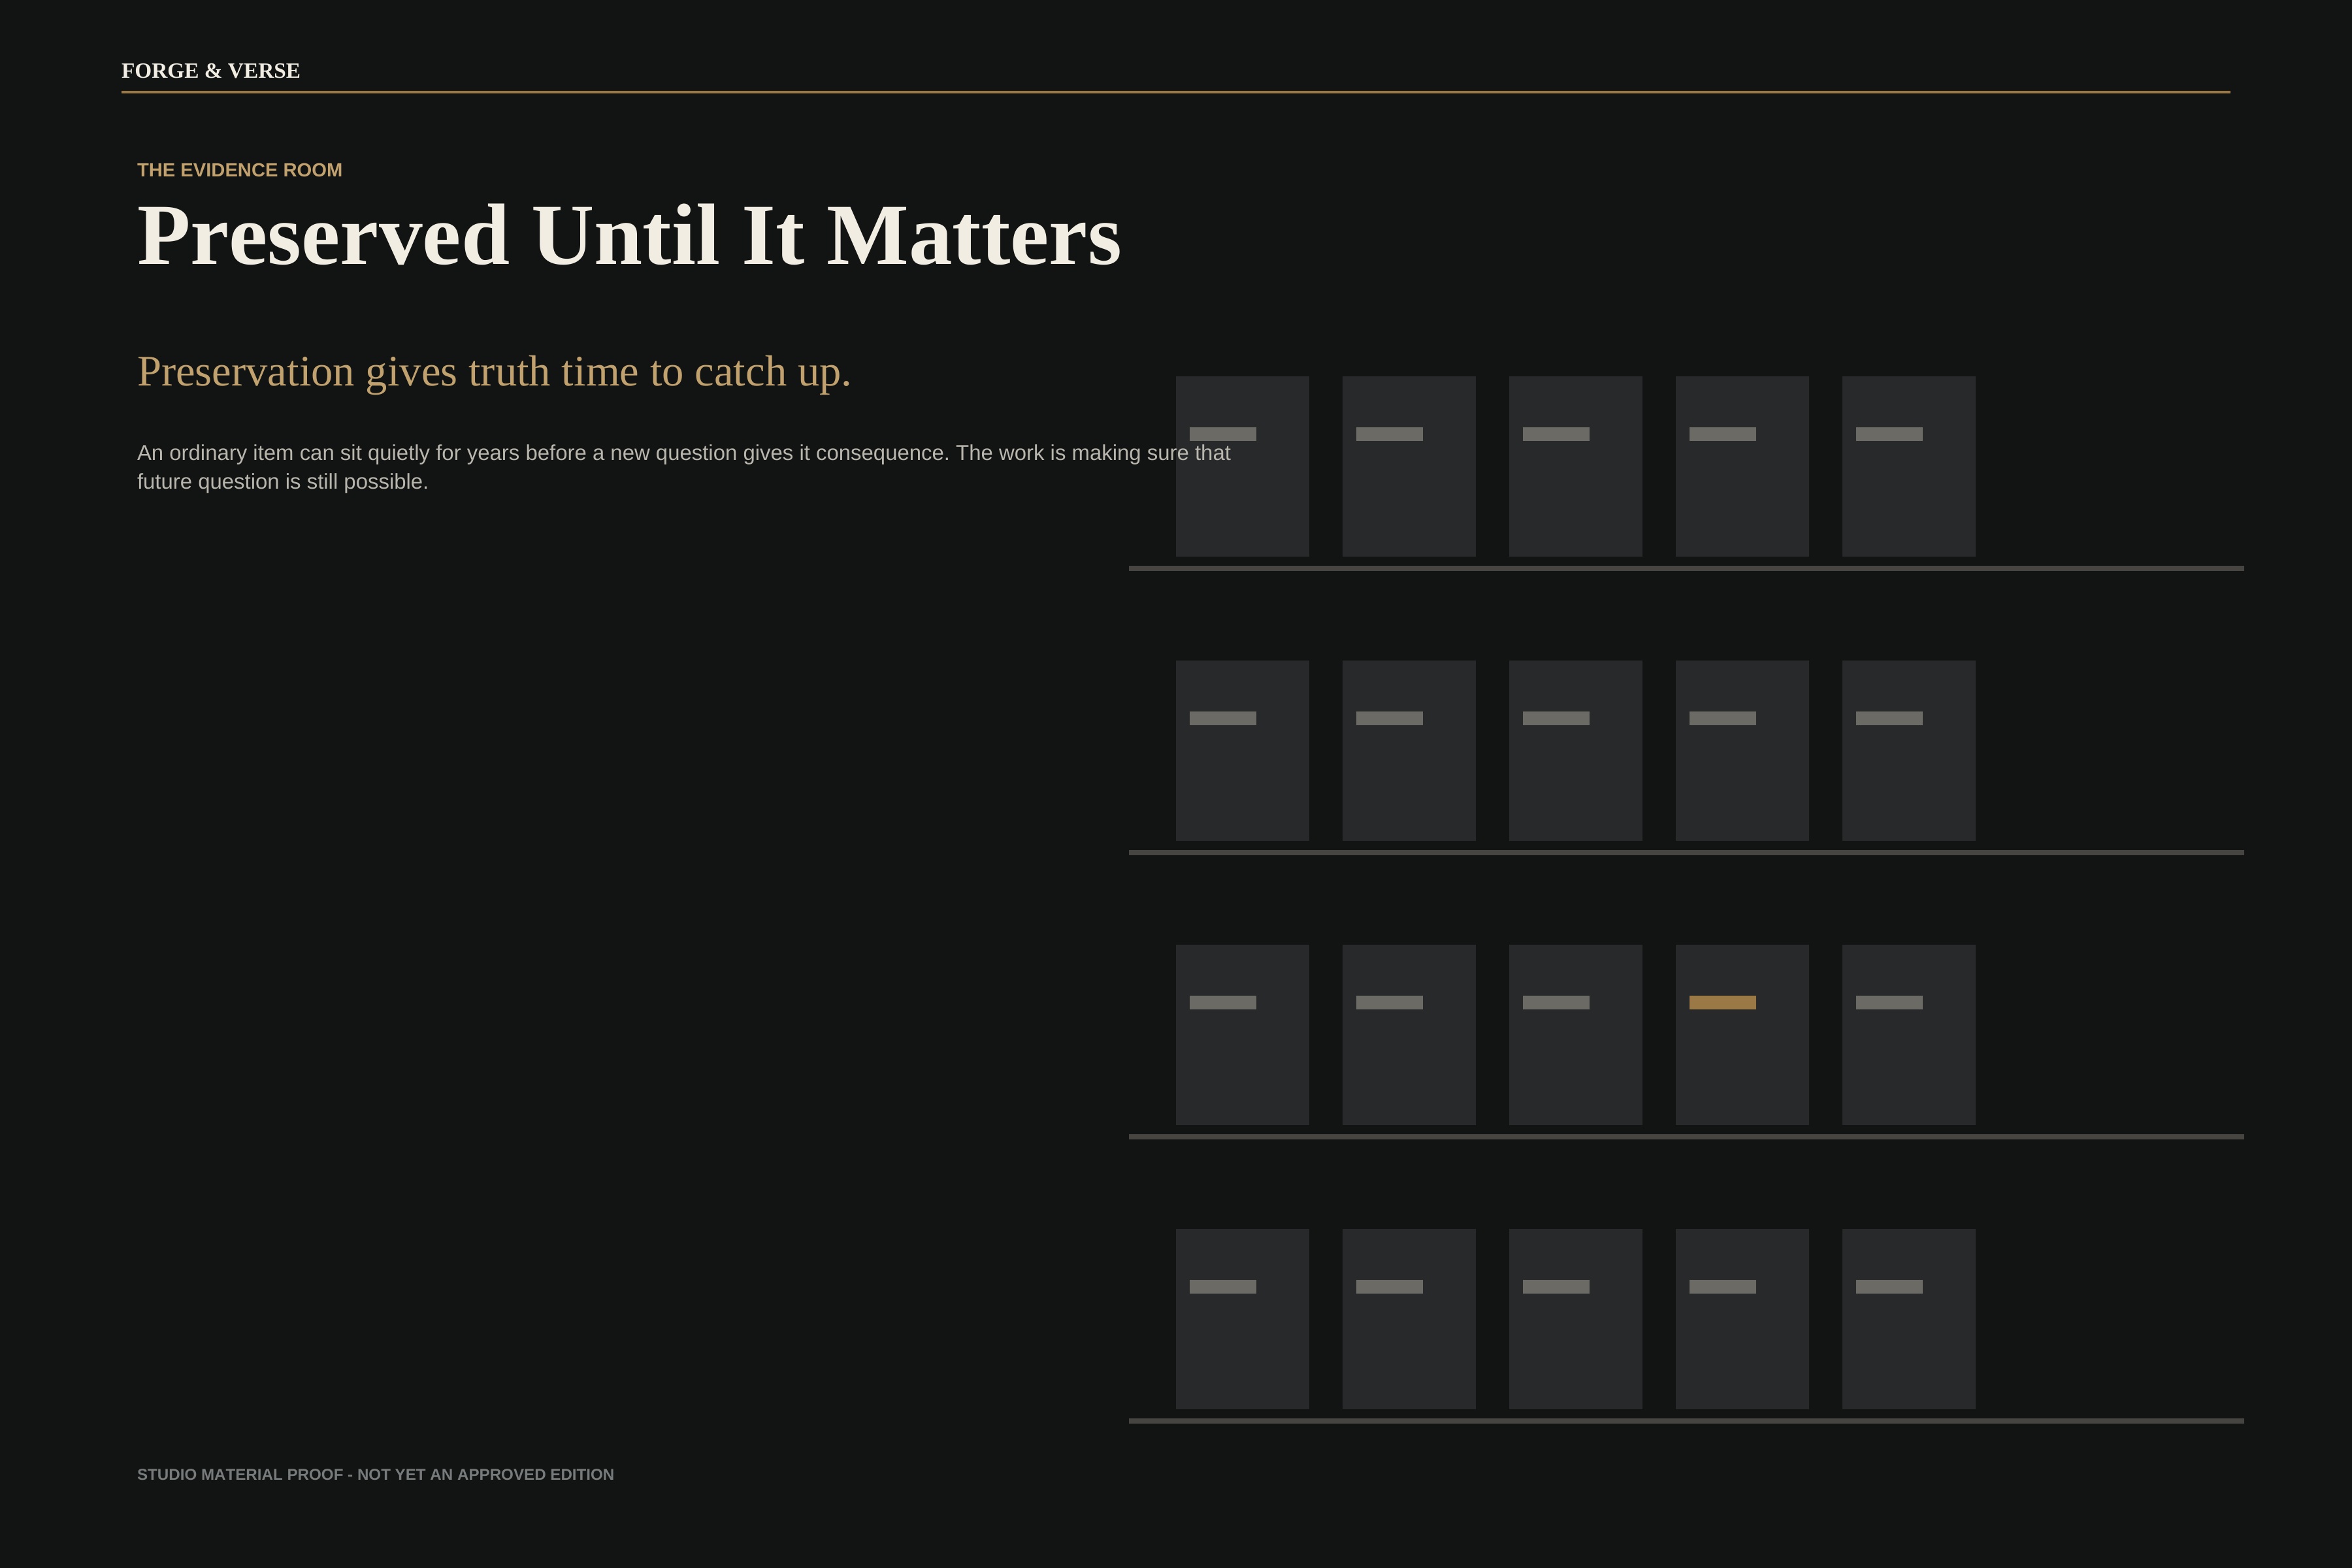 FORGE & VERSE
THE EVIDENCE ROOM
Preserved Until It Matters
Preservation gives truth time to catch up.
An ordinary item can sit quietly for years before a new question gives it consequence. The work is making sure that
future question is still possible.
STUDIO MATERIAL PROOF - NOT YET AN APPROVED EDITION